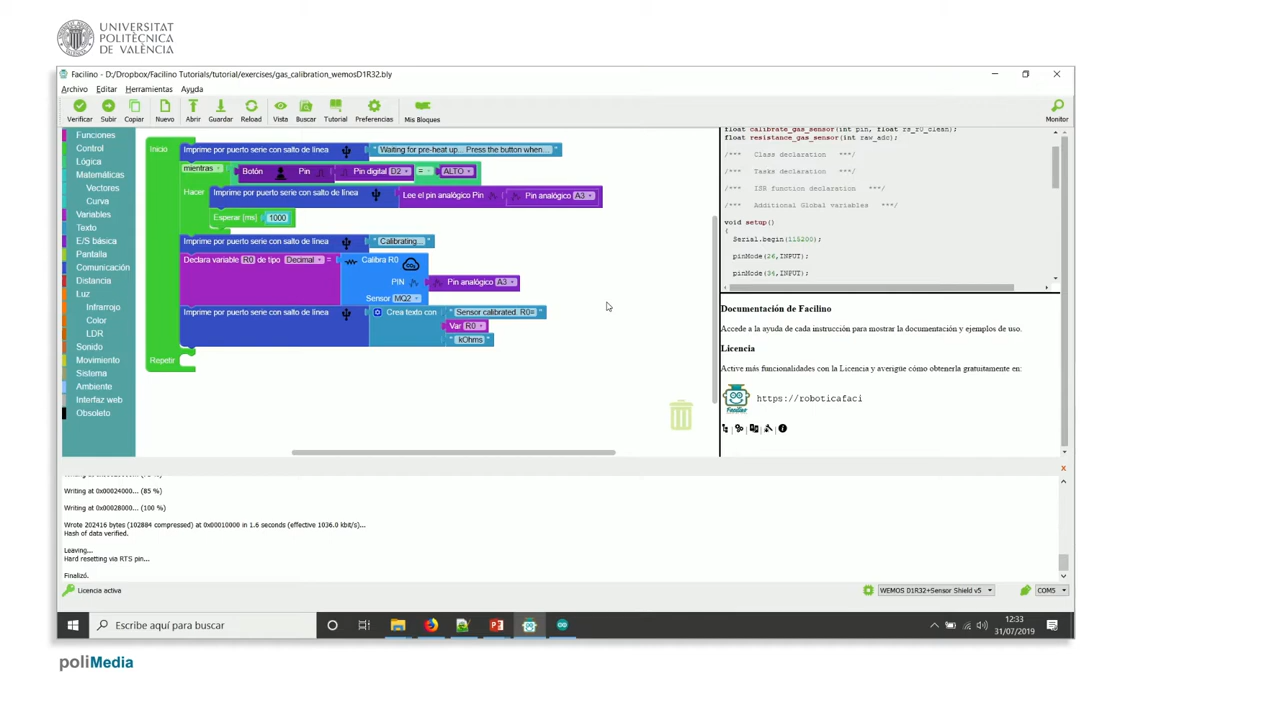 UNIVERSITAT
POLITÈCNICA
DE VALÈNCIA
Facilino - D:/Dropbox/Facilino Tutorials/tutorial/exercises/gas_calibration_wemosD1R32.bly
Archivo Editar Herramientas Ayuda
Verificar Subir Copiar Nuevo Abrir Guardar Reload Vista Buscar Tutorial Preferencias Mis Bloques Monitor
Funciones
Control
Lógica
Matemáticas
Vectores
Curva
Variables
Texto
E/S básica
Pantalla
Comunicación
Distancia
Luz
Infrarrojo
Color
LDR
Sonido
Movimiento
Sistema
Ambiente
Interfaz web
Obsoleto
Inicio
Imprime por puerto serie con salto de línea " Waiting for pre-heat up... Press the button when... "
mientras Botón Pin Pin digital D2 = ALTO
Hacer Imprime por puerto serie con salto de línea Lee el pin analógico Pin Pin analógico A3
Esperar [ms] 1000
Imprime por puerto serie con salto de línea " Calibrating... "
Declara variable R0 de tipo Decimal = Calibra R0
PIN Pin analógico A3
Sensor MQ2
Imprime por puerto serie con salto de línea Crea texto con " Sensor calibrated. R0= "
Var R0
" kOhms "
Repetir
float calibrate_gas_sensor(int pin, float rs_r0_clean);
float resistance_gas_sensor(int raw_adc);
/*** Class declaration ***/
/*** Tasks declaration ***/
/*** ISR function declaration ***/
/*** Additional Global variables ***/
void setup()
{
Serial.begin(115200);
pinMode(26,INPUT);
pinMode(34,INPUT);
Documentación de Facilino
Accede a la ayuda de cada instrucción para mostrar la documentación y ejemplos de uso.
Licencia
Active más funcionalidades con la Licencia y averigüe cómo obtenerla gratuitamente en:
Facilino
https://roboticafaci
x
Writing at 0x00024000... (85 %)
Writing at 0x00028000... (100 %)
Wrote 202416 bytes (102884 compressed) at 0x00010000 in 1.6 seconds (effective 1036.0 kbit/s)...
Hash of data verified.
Leaving...
Hard resetting via RTS pin...
Finalizó.
Licencia activa
WEMOS D1R32+Sensor Shield v5
COM5
Escribe aquí para buscar
12:33
31/07/2019
poliMedia